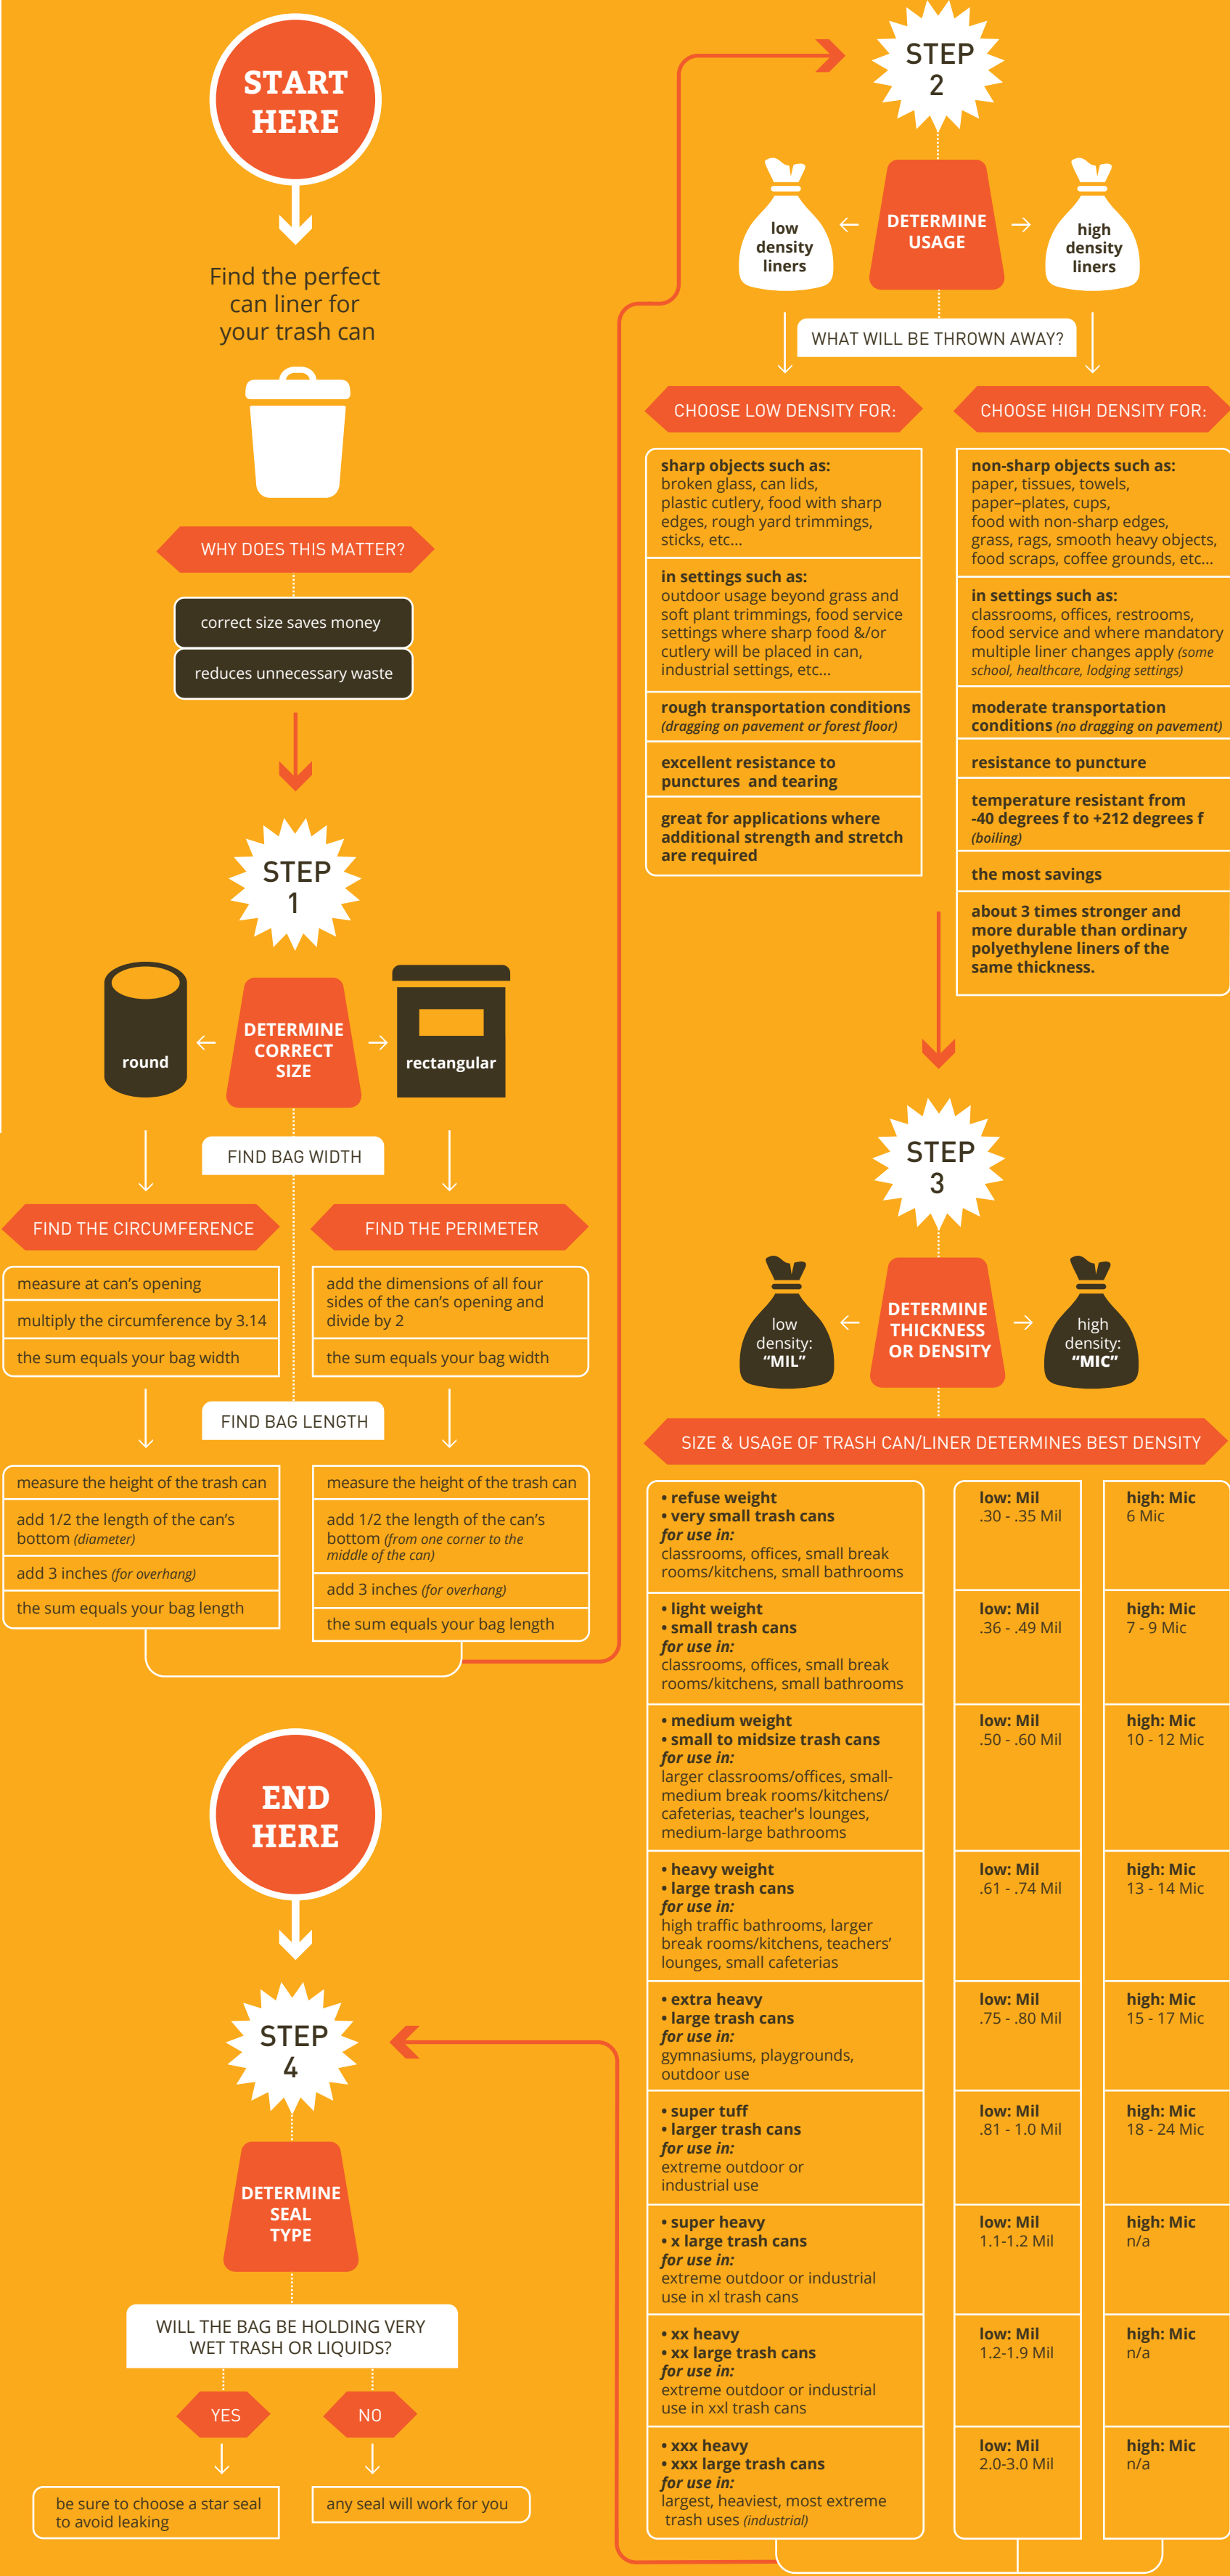 START
HERE
Find the perfect
can liner for
your trash can
WHY DOES THIS MATTER?
correct size saves money
reduces unnecessary waste
STEP
1
round
DETERMINE
CORRECT
SIZE
rectangular
FIND BAG WIDTH
FIND THE CIRCUMFERENCE
measure at can's opening
multiply the circumference by 3.14
the sum equals your bag width
FIND THE PERIMETER
add the dimensions of all four
sides of the can's opening and
divide by 2
the sum equals your bag width
FIND BAG LENGTH
measure the height of the trash can
add 1/2 the length of the can's
bottom (diameter)
add 3 inches (for overhang)
the sum equals your bag length
measure the height of the trash can
add 1/2 the length of the can's
bottom (from one corner to the
middle of the can)
add 3 inches (for overhang)
the sum equals your bag length
STEP
2
low
density
liners
DETERMINE
USAGE
high
density
liners
WHAT WILL BE THROWN AWAY?
CHOOSE LOW DENSITY FOR:
sharp objects such as:
broken glass, can lids,
plastic cutlery, food with sharp
edges, rough yard trimmings,
sticks, etc...
in settings such as:
outdoor usage beyond grass and
soft plant trimmings, food service
settings where sharp food &/or
cutlery will be placed in can,
industrial settings, etc...
rough transportation conditions
(dragging on pavement or forest floor)
excellent resistance to
punctures and tearing
great for applications where
additional strength and stretch
are required
CHOOSE HIGH DENSITY FOR:
non-sharp objects such as:
paper, tissues, towels,
paper–plates, cups,
food with non-sharp edges,
grass, rags, smooth heavy objects,
food scraps, coffee grounds, etc...
in settings such as:
classrooms, offices, restrooms,
food service and where mandatory
multiple liner changes apply (some
school, healthcare, lodging settings)
moderate transportation
conditions (no dragging on pavement)
resistance to puncture
temperature resistant from
-40 degrees f to +212 degrees f
(boiling)
the most savings
about 3 times stronger and
more durable than ordinary
polyethylene liners of the
same thickness.
STEP
3
low
density:
“MIL”
DETERMINE
THICKNESS
OR DENSITY
high
density:
“MIC”
SIZE & USAGE OF TRASH CAN/LINER DETERMINES BEST DENSITY
• refuse weight
• very small trash cans
for use in:
classrooms, offices, small break
rooms/kitchens, small bathrooms
low: Mil
.30 - .35 Mil
high: Mic
6 Mic
• light weight
• small trash cans
for use in:
classrooms, offices, small break
rooms/kitchens, small bathrooms
low: Mil
.36 - .49 Mil
high: Mic
7 - 9 Mic
• medium weight
• small to midsize trash cans
for use in:
larger classrooms/offices, small-
medium break rooms/kitchens/
cafeterias, teacher's lounges,
medium-large bathrooms
low: Mil
.50 - .60 Mil
high: Mic
10 - 12 Mic
• heavy weight
• large trash cans
for use in:
high traffic bathrooms, larger
break rooms/kitchens, teachers’
lounges, small cafeterias
low: Mil
.61 - .74 Mil
high: Mic
13 - 14 Mic
• extra heavy
• large trash cans
for use in:
gymnasiums, playgrounds,
outdoor use
low: Mil
.75 - .80 Mil
high: Mic
15 - 17 Mic
• super tuff
• larger trash cans
for use in:
extreme outdoor or
industrial use
low: Mil
.81 - 1.0 Mil
high: Mic
18 - 24 Mic
• super heavy
• x large trash cans
for use in:
extreme outdoor or industrial
use in xl trash cans
low: Mil
1.1-1.2 Mil
high: Mic
n/a
• xx heavy
• xx large trash cans
for use in:
extreme outdoor or industrial
use in xxl trash cans
low: Mil
1.2-1.9 Mil
high: Mic
n/a
• xxx heavy
• xxx large trash cans
for use in:
largest, heaviest, most extreme
trash uses (industrial)
low: Mil
2.0-3.0 Mil
high: Mic
n/a
END
HERE
STEP
4
DETERMINE
SEAL
TYPE
WILL THE BAG BE HOLDING VERY
WET TRASH OR LIQUIDS?
YES
be sure to choose a star seal
to avoid leaking
NO
any seal will work for you